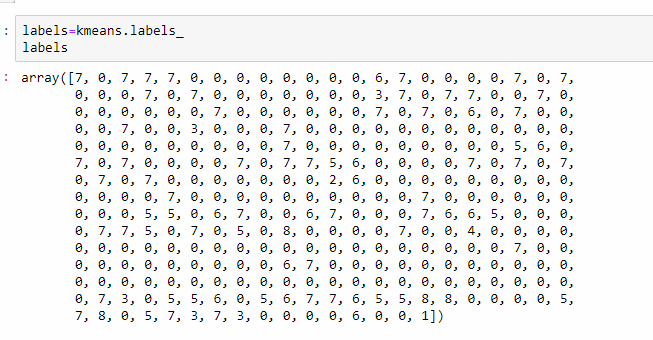 : labels=kmeans.labels_
labels
: array([7, 0, 7, 7, 7, 0, 0, 0, 0, 0, 0, 0, 0, 6, 7, 0, 0, 0, 0, 7, 0, 7,
0, 0, 0, 7, 0, 7, 0, 0, 0, 0, 0, 0, 0, 3, 7, 0, 7, 7, 0, 0, 7, 0,
0, 0, 0, 0, 0, 0, 7, 0, 0, 0, 0, 0, 0, 7, 0, 7, 0, 6, 0, 7, 0, 0,
0, 0, 7, 0, 0, 3, 0, 0, 0, 7, 0, 0, 0, 0, 0, 0, 0, 0, 0, 0, 0, 0,
0, 0, 0, 0, 0, 0, 0, 0, 0, 7, 0, 0, 0, 0, 0, 0, 0, 0, 0, 5, 6, 0,
7, 0, 7, 0, 0, 0, 0, 7, 0, 7, 7, 5, 6, 0, 0, 0, 0, 7, 0, 7, 0, 7,
0, 7, 0, 7, 0, 0, 0, 0, 0, 0, 0, 2, 6, 0, 0, 0, 0, 0, 0, 0, 0, 0,
0, 0, 0, 0, 7, 0, 0, 0, 0, 0, 0, 0, 0, 0, 0, 7, 0, 0, 0, 0, 0, 0,
0, 0, 0, 5, 5, 0, 6, 7, 0, 0, 6, 7, 0, 0, 0, 7, 6, 6, 5, 0, 0, 0,
0, 7, 7, 5, 0, 7, 0, 5, 0, 8, 0, 0, 0, 0, 7, 0, 0, 4, 0, 0, 0, 0,
0, 0, 0, 0, 0, 0, 0, 0, 0, 0, 0, 0, 0, 0, 0, 0, 0, 0, 0, 7, 0, 0,
0, 0, 0, 0, 0, 0, 0, 0, 0, 6, 7, 0, 0, 0, 0, 0, 0, 0, 0, 0, 0, 0,
0, 0, 0, 0, 0, 0, 0, 0, 0, 0, 0, 0, 0, 0, 0, 0, 0, 0, 0, 0, 0, 0,
0, 7, 3, 0, 5, 5, 6, 0, 5, 6, 7, 7, 6, 5, 5, 8, 8, 0, 0, 0, 0, 5,
7, 8, 0, 5, 7, 3, 7, 3, 0, 0, 0, 0, 6, 0, 0, 1])